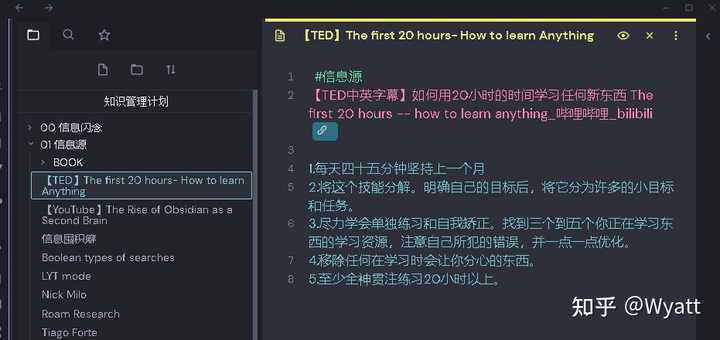 知识管理计划
00 信息闪念
01 信息源
BOOK
【TED】The first 20 hours- How to learn
Anything
【YouTube】The Rise of Obsidian as a
Second Brain
信息囤积癖
Boolean types of searches
LYT mode
Nick Milo
Roam Research
Tiago Forte
【TED】The first 20 hours- How to learn Anything
1 #信息源
2 【TED中英字幕】如何用20小时的时间学习任何新东西 The
first 20 hours -- how to learn anything_哔哩哔哩_bilibili
3
4 1.每天四十五分钟坚持上一个月
5 2.将这个技能分解。明确自己的目标后，将它分为许多的小目标
和任务。
6 3.尽力学会单独练习和自我矫正。找到三个到五个你正在学习东
西的学习资源，注意自己所犯的错误，并一点一点优化。
7 4.移除任何在学习时会让你分心的东西。
8 5.至少全神贯注练习20小时以上。
知乎 @Wyatt